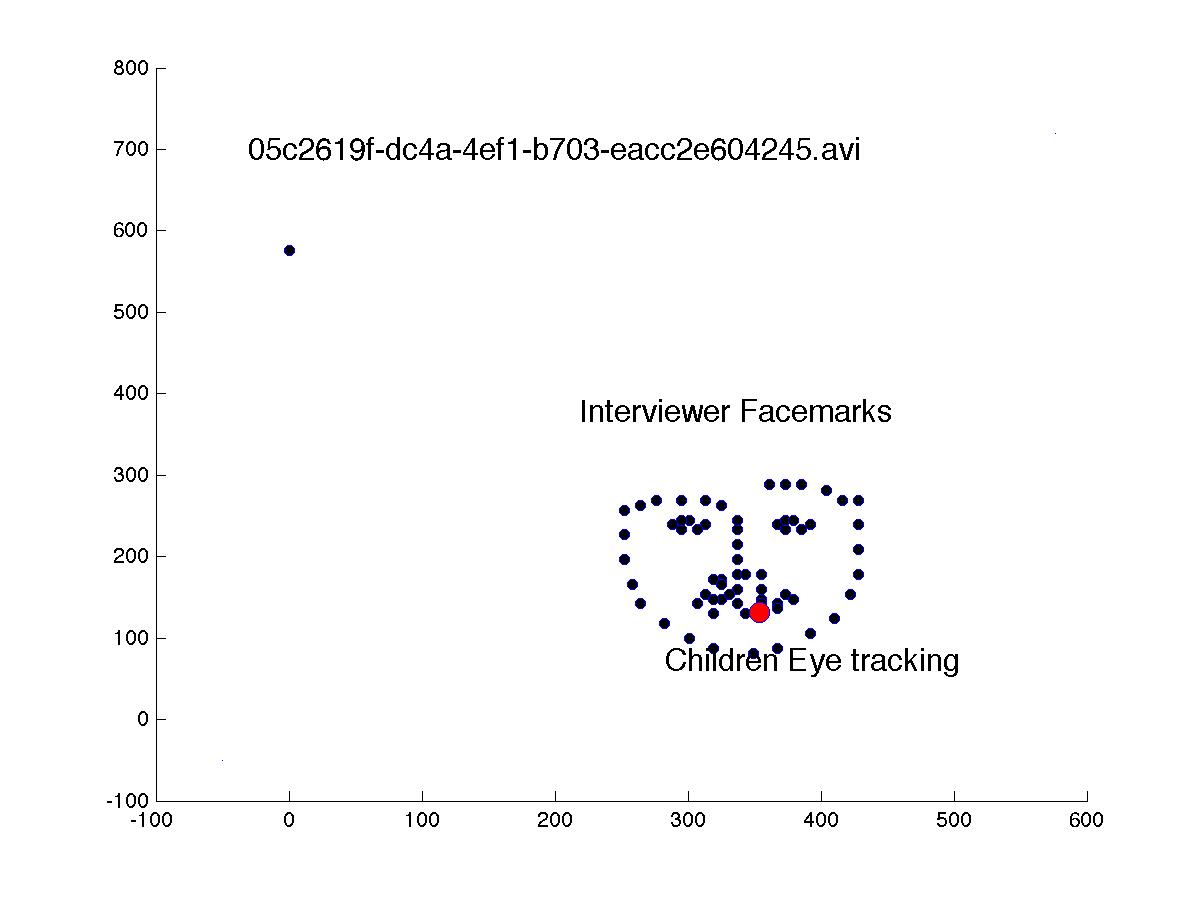 800
05c2619f-dc4a-4ef1-b703-eacc2e604245.avi
700
600
500
400
Interviewer Facemarks
300
200
100
Children Eye tracking
0
-100
-100 0 100 200 300 400 500 600